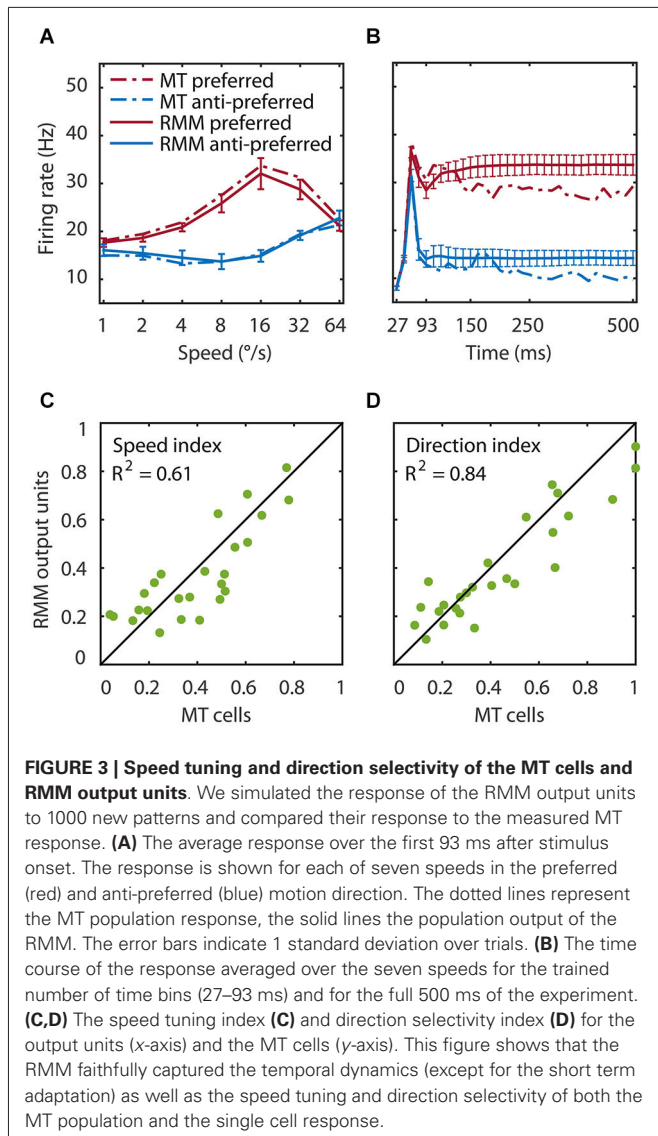 A
B
50
40
30
20
10
Firing rate (Hz)
MT preferred
MT anti-preferred
RMM preferred
RMM anti-preferred
1 2 4 8 16 32 64
Speed (°/s)
27 93 150 250 500
Time (ms)
C
D
Speed index
R² = 0.61
Direction index
R² = 0.84
0.8
0.6
0.4
0.2
0
RMM output units
0 0.2 0.4 0.6 0.8 1
MT cells
0 0.2 0.4 0.6 0.8 1
MT cells
FIGURE 3 | Speed tuning and direction selectivity of the MT cells and
RMM output units. We simulated the response of the RMM output units
to 1000 new patterns and compared their response to the measured MT
response. (A) The average response over the first 93 ms after stimulus
onset. The response is shown for each of seven speeds in the preferred
(red) and anti-preferred (blue) motion direction. The dotted lines represent
the MT population response, the solid lines the population output of the
RMM. The error bars indicate 1 standard deviation over trials. (B) The time
course of the response averaged over the seven speeds for the trained
number of time bins (27–93 ms) and for the full 500 ms of the experiment.
(C,D) The speed tuning index (C) and direction selectivity index (D) for the
output units (x-axis) and the MT cells (y-axis). This figure shows that the
RMM faithfully captured the temporal dynamics (except for the short term
adaptation) as well as the speed tuning and direction selectivity of both the
MT population and the single cell response.